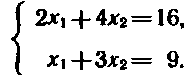 2x₁+4x₂=16,
x₁+3x₂= 9.